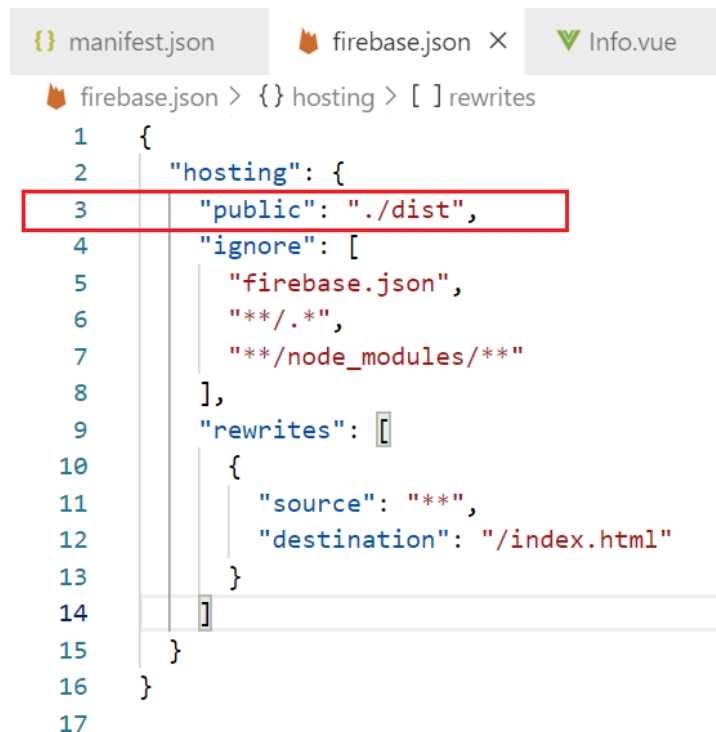 {} manifest.json firebase.json × Info.vue
firebase.json > {} hosting > [ ] rewrites
1 {
2   "hosting": {
3     "public": "./dist",
4     "ignore": [
5       "firebase.json",
6       "**/.*",
7       "**/node_modules/**"
8     ],
9     "rewrites": [
10       {
11         "source": "**",
12         "destination": "/index.html"
13       }
14     ]
15   }
16 }
17